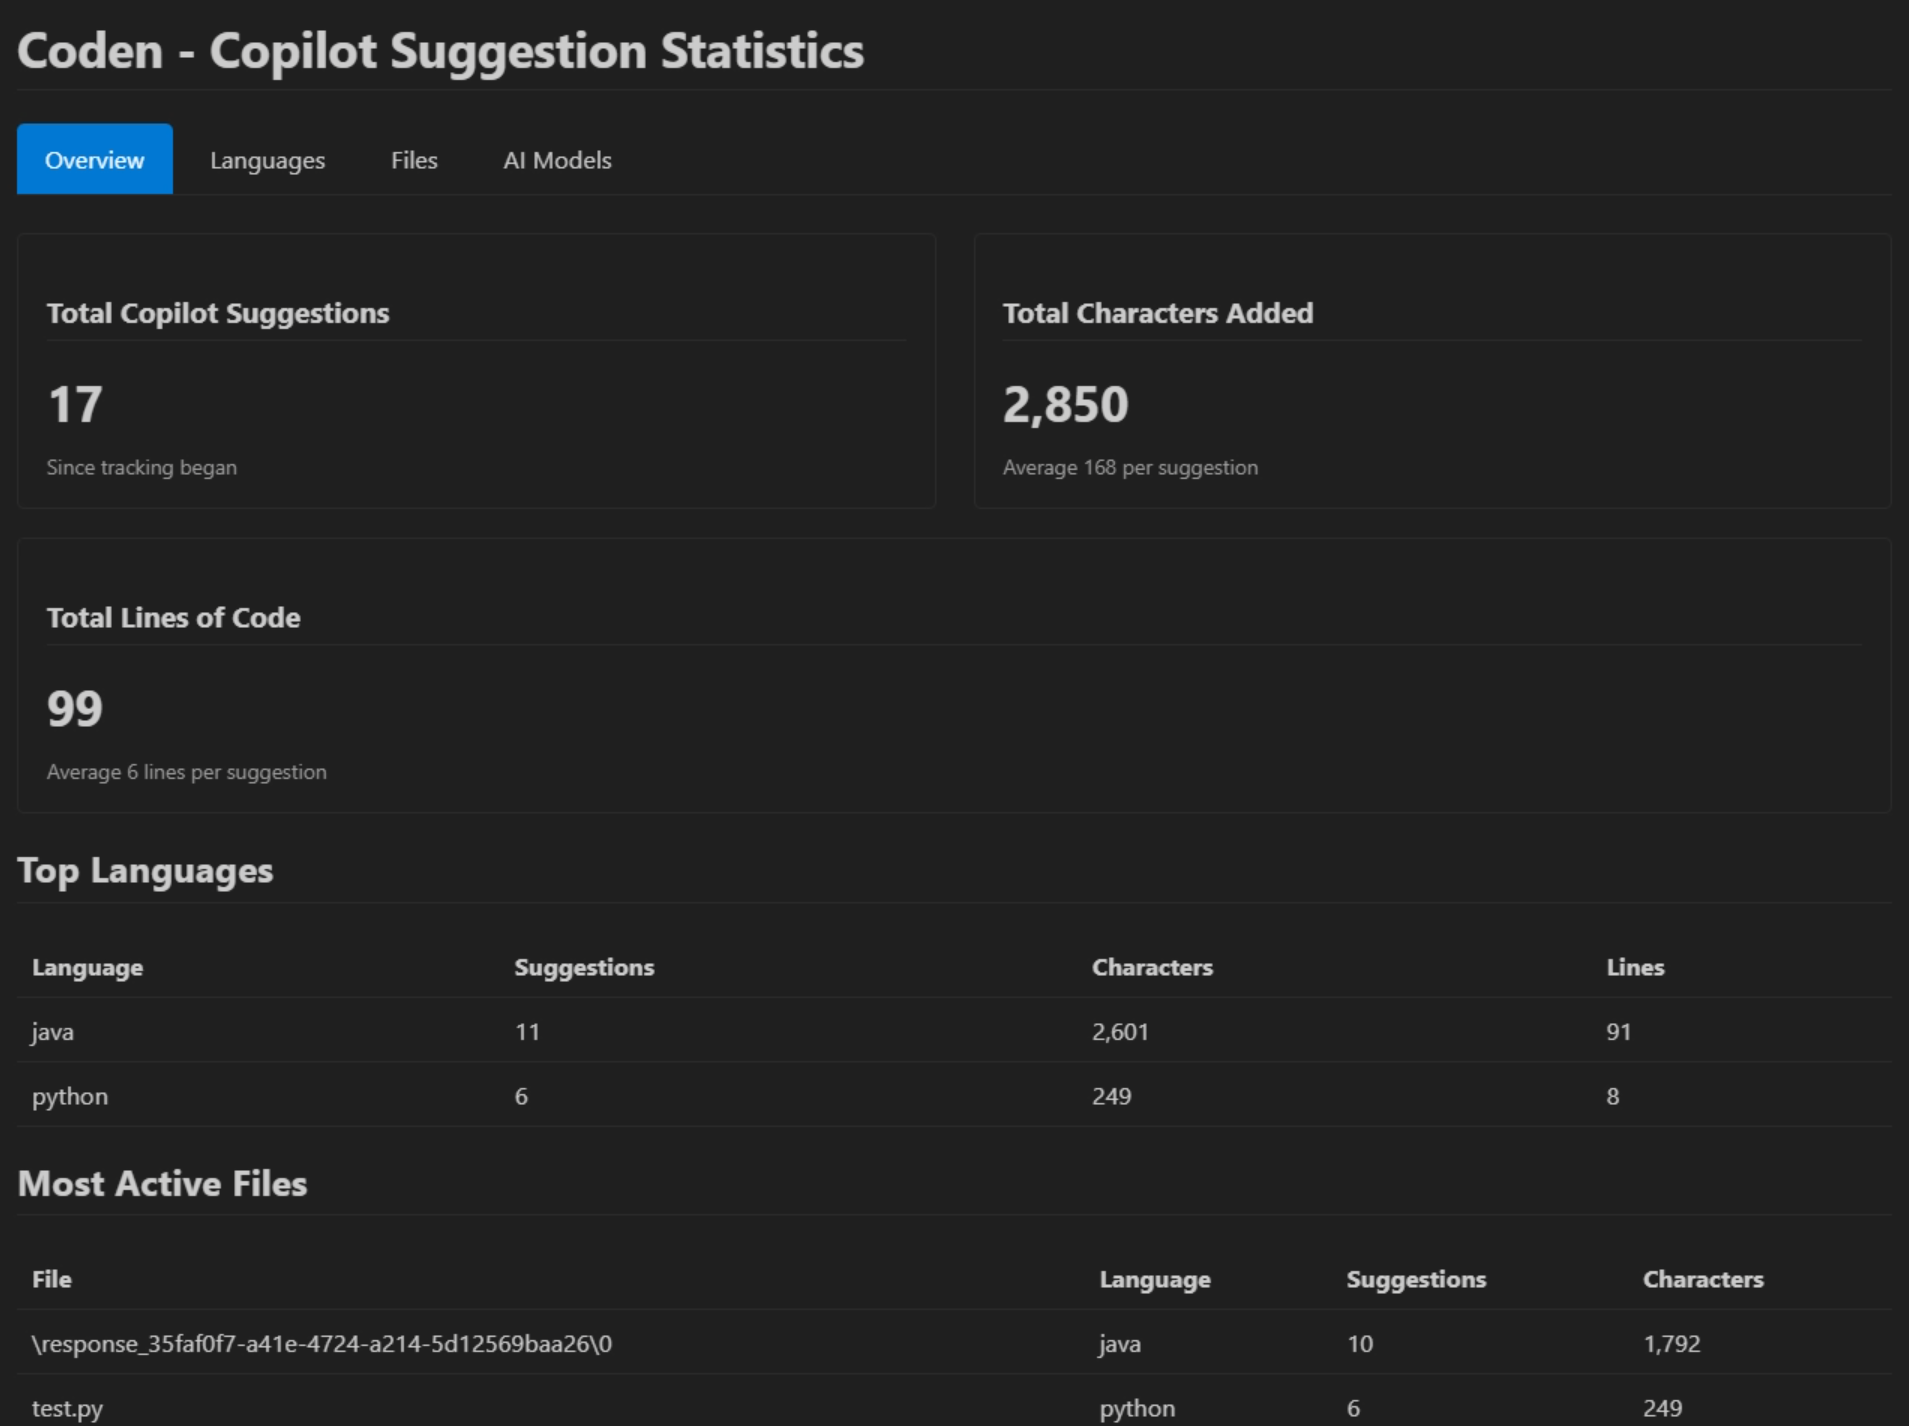 Coden - Copilot Suggestion Statistics
Overview Languages Files AI Models
Total Copilot Suggestions
17
Since tracking began
Total Characters Added
2,850
Average 168 per suggestion
Total Lines of Code
99
Average 6 lines per suggestion
Top Languages
Language Suggestions Characters Lines
java 11 2,601 91
python 6 249 8
Most Active Files
File Language Suggestions Characters
\response_35faf0f7-a41e-4724-a214-5d12569baa26\0 java 10 1,792
test.py python 6 249